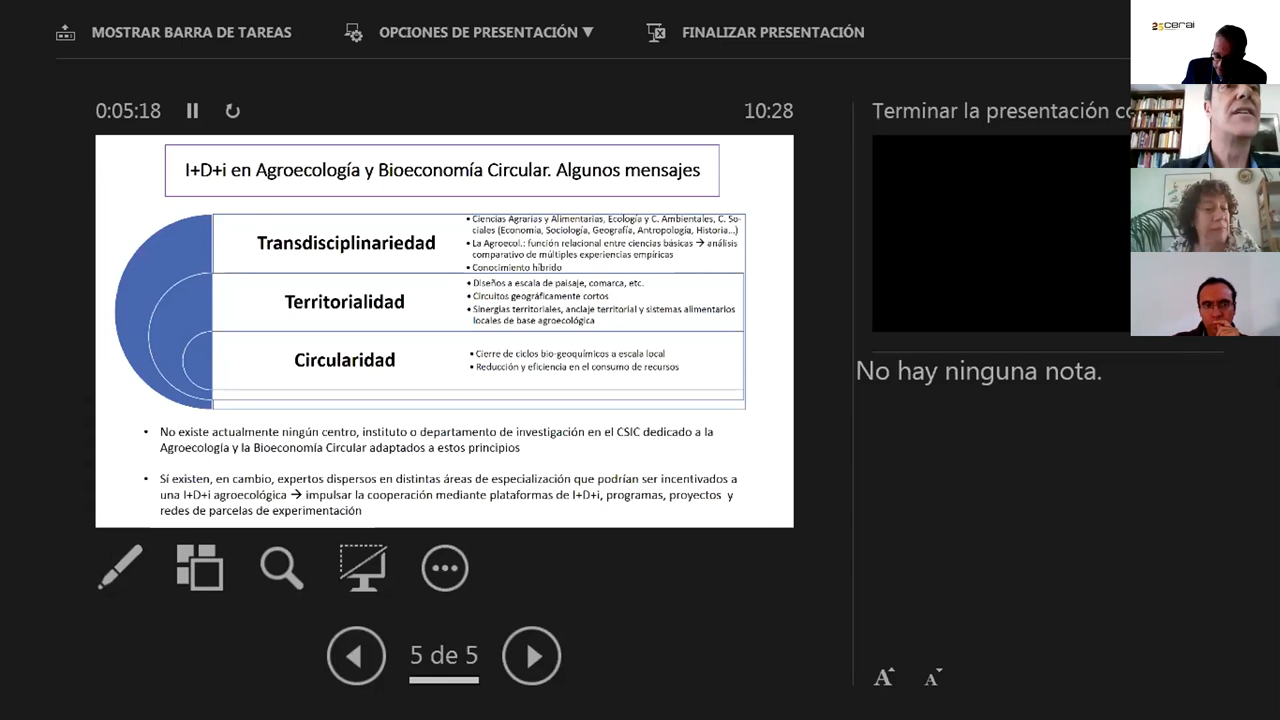 MOSTRAR BARRA DE TAREAS
OPCIONES DE PRESENTACIÓN ▼
FINALIZAR PRESENTACIÓN
25 cerai
0:05:18
10:28
Terminar la presentación
I+D+i en Agroecología y Bioeconomía Circular. Algunos mensajes
Transdisciplinariedad
• Ciencias Agrarias y Alimentarias, Ecología y C. Ambientales, C. So-
ciales (Economía, Sociología, Geografía, Antropología, Historia...)
• La Agroecol.: función relacional entre ciencias básicas → análisis
comparativo de múltiples experiencias empíricas
• Conocimiento híbrido
Territorialidad
• Diseños a escala de paisaje, comarca, etc.
• Circuitos geográficamente cortos
• Sinergias territoriales, anclaje territorial y sistemas alimentarios
locales de base agroecológica
Circularidad
• Cierre de ciclos bio-geoquímicos a escala local
• Reducción y eficiencia en el consumo de recursos
• No existe actualmente ningún centro, instituto o departamento de investigación en el CSIC dedicado a la
Agroecología y la Bioeconomía Circular adaptados a estos principios
• Sí existen, en cambio, expertos dispersos en distintas áreas de especialización que podrían ser incentivados a
una I+D+i agroecológica → impulsar la cooperación mediante plataformas de I+D+i, programas, proyectos y
redes de parcelas de experimentación
No hay ninguna nota.
5 de 5
A A